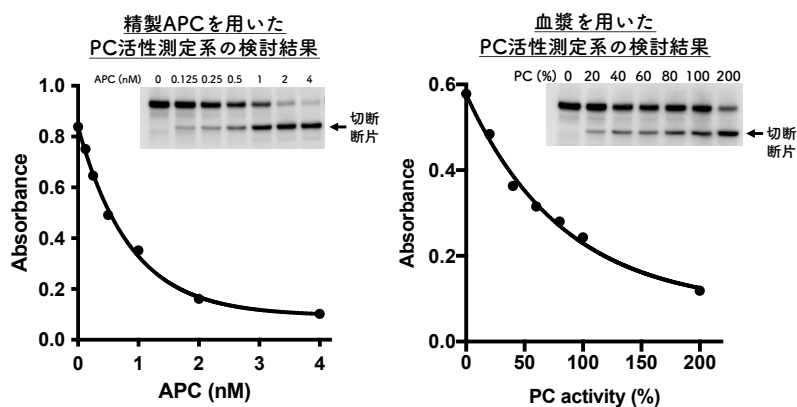 精製APCを用いた
PC活性測定系の検討結果
APC (nM) 0 0.125 0.25 0.5 1 2 4
切断
断片
Absorbance
1.0
0.8
0.6
0.4
0.2
0.0
0 1 2 3 4
APC (nM)
血漿を用いた
PC活性測定系の検討結果
PC (%) 0 20 40 60 80 100 200
切断
断片
Absorbance
0.6
0.4
0.2
0.0
0 50 100 150 200
PC activity (%)